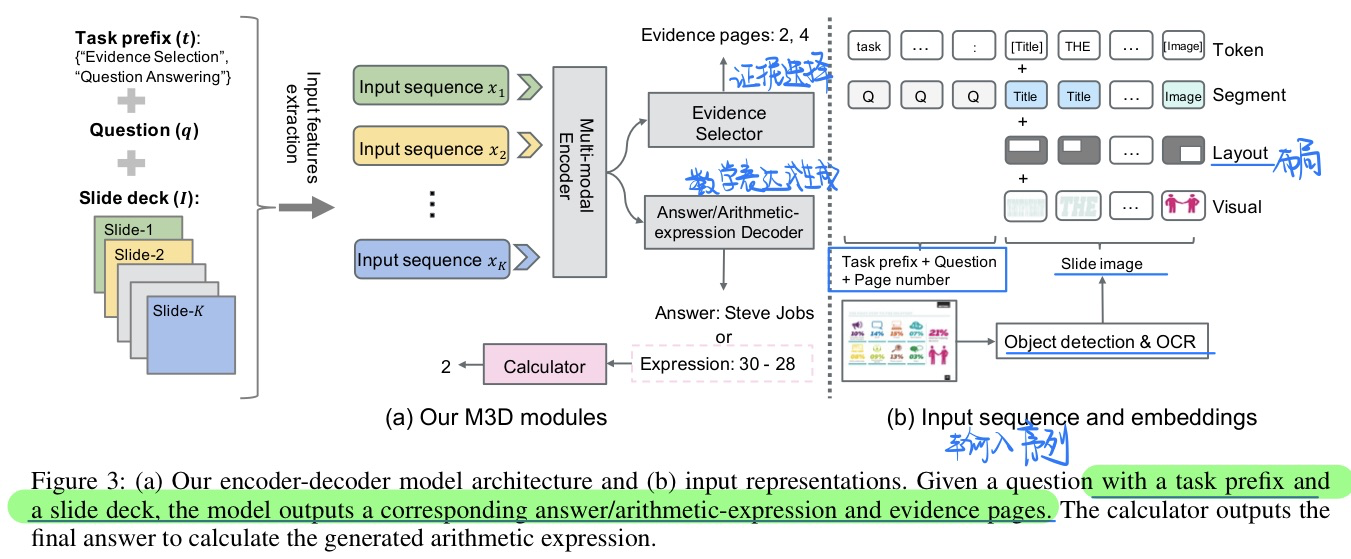 Task prefix (t):
{"Evidence Selection",
"Question Answering"}
Question (q)
Slide deck (I):
Slide-1
Slide-2
Slide-K
Input features
extraction
Input sequence x1
Input sequence x2
Input sequence xK
Multi-modal
Encoder
Evidence pages: 2, 4
证据选择
Evidence
Selector
数学表达式生成
Answer/Arithmetic-
expression Decoder
Answer: Steve Jobs
or
Expression: 30 - 28
Calculator
2
(a) Our M3D modules
task ... : [Title] THE ... [Image] Token
+
Q Q Q Title Title ... Image Segment
+
... Layout 布局
+
THE ... Visual
Task prefix + Question
+ Page number
Slide image
Object detection & OCR
21%
(b) Input sequence and embeddings
输入序列
Figure 3: (a) Our encoder-decoder model architecture and (b) input representations. Given a question with a task prefix and
a slide deck, the model outputs a corresponding answer/arithmetic-expression and evidence pages. The calculator outputs the
final answer to calculate the generated arithmetic expression.